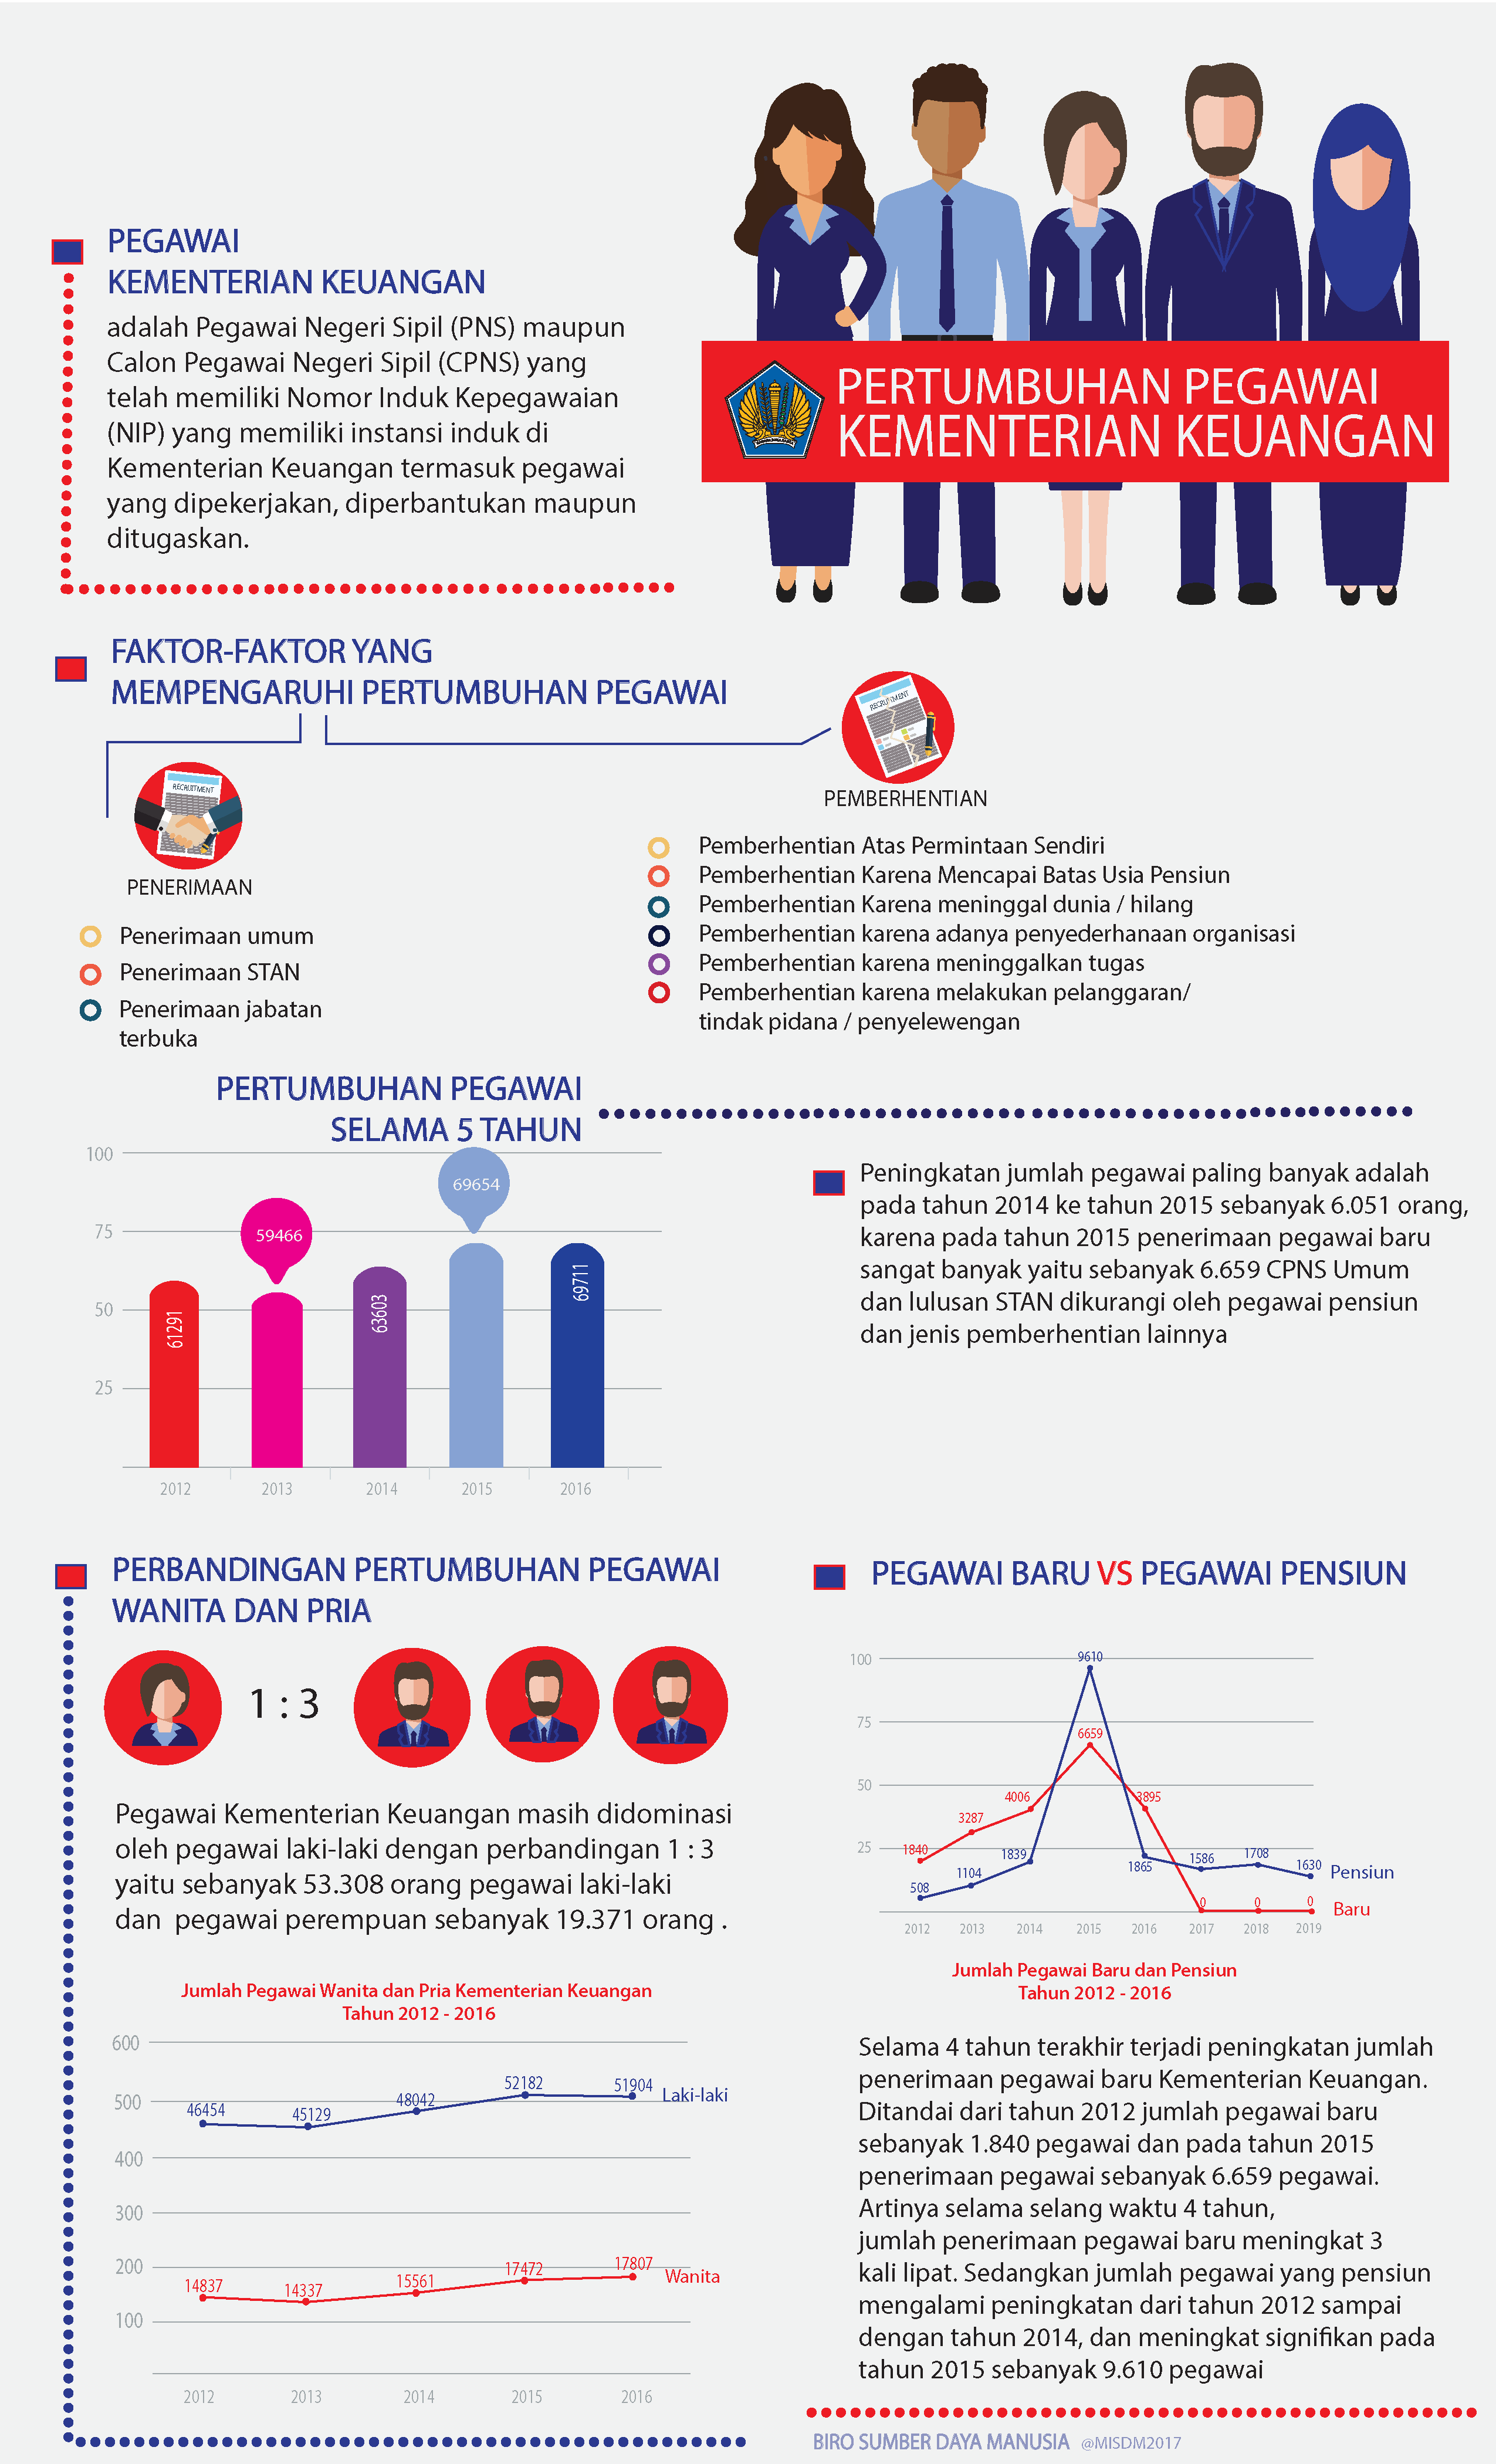 PEGAWAI
KEMENTERIAN KEUANGAN
adalah Pegawai Negeri Sipil (PNS) maupun
Calon Pegawai Negeri Sipil (CPNS) yang
telah memiliki Nomor Induk Kepegawaian
(NIP) yang memiliki instansi induk di
Kementerian Keuangan termasuk pegawai
yang dipekerjakan, diperbantukan maupun
ditugaskan.
PERTUMBUHAN PEGAWAI
KEMENTERIAN KEUANGAN
FAKTOR-FAKTOR YANG
MEMPENGARUHI PERTUMBUHAN PEGAWAI
RECRUITMENT
PENERIMAAN
Penerimaan umum
Penerimaan STAN
Penerimaan jabatan
terbuka
RECRUITMENT
PEMBERHENTIAN
Pemberhentian Atas Permintaan Sendiri
Pemberhentian Karena Mencapai Batas Usia Pensiun
Pemberhentian Karena meninggal dunia / hilang
Pemberhentian karena adanya penyederhanaan organisasi
Pemberhentian karena meninggalkan tugas
Pemberhentian karena melakukan pelanggaran/
tindak pidana / penyelewengan
PERTUMBUHAN PEGAWAI
SELAMA 5 TAHUN
100
75
50
25
61291
59466
63603
69654
69711
2012 2013 2014 2015 2016
Peningkatan jumlah pegawai paling banyak adalah
pada tahun 2014 ke tahun 2015 sebanyak 6.051 orang,
karena pada tahun 2015 penerimaan pegawai baru
sangat banyak yaitu sebanyak 6.659 CPNS Umum
dan lulusan STAN dikurangi oleh pegawai pensiun
dan jenis pemberhentian lainnya
PERBANDINGAN PERTUMBUHAN PEGAWAI
WANITA DAN PRIA
1 : 3
Pegawai Kementerian Keuangan masih didominasi
oleh pegawai laki-laki dengan perbandingan 1 : 3
yaitu sebanyak 53.308 orang pegawai laki-laki
dan pegawai perempuan sebanyak 19.371 orang .
Jumlah Pegawai Wanita dan Pria Kementerian Keuangan
Tahun 2012 - 2016
600
500
400
300
200
100
46454 45129 48042 52182 51904 Laki-laki
14837 14337 15561 17472 17807 Wanita
2012 2013 2014 2015 2016
PEGAWAI BARU VS PEGAWAI PENSIUN
100
75
50
25
1840 3287 4006 6659 3895 0 0 0 Baru
508 1104 1839 9610 1865 1586 1708 1630 Pensiun
2012 2013 2014 2015 2016 2017 2018 2019
Jumlah Pegawai Baru dan Pensiun
Tahun 2012 - 2016
Selama 4 tahun terakhir terjadi peningkatan jumlah
penerimaan pegawai baru Kementerian Keuangan.
Ditandai dari tahun 2012 jumlah pegawai baru
sebanyak 1.840 pegawai dan pada tahun 2015
penerimaan pegawai sebanyak 6.659 pegawai.
Artinya selama selang waktu 4 tahun,
jumlah penerimaan pegawai baru meningkat 3
kali lipat. Sedangkan jumlah pegawai yang pensiun
mengalami peningkatan dari tahun 2012 sampai
dengan tahun 2014, dan meningkat signifikan pada
tahun 2015 sebanyak 9.610 pegawai
BIRO SUMBER DAYA MANUSIA @MISDM2017